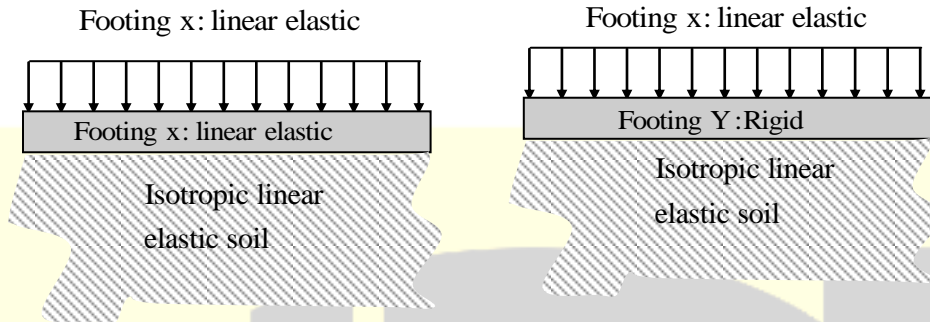 Footing x: linear elastic
Footing x: linear elastic
Isotropic linear
elastic soil
Footing x: linear elastic
Footing Y:Rigid
Isotropic linear
elastic soil